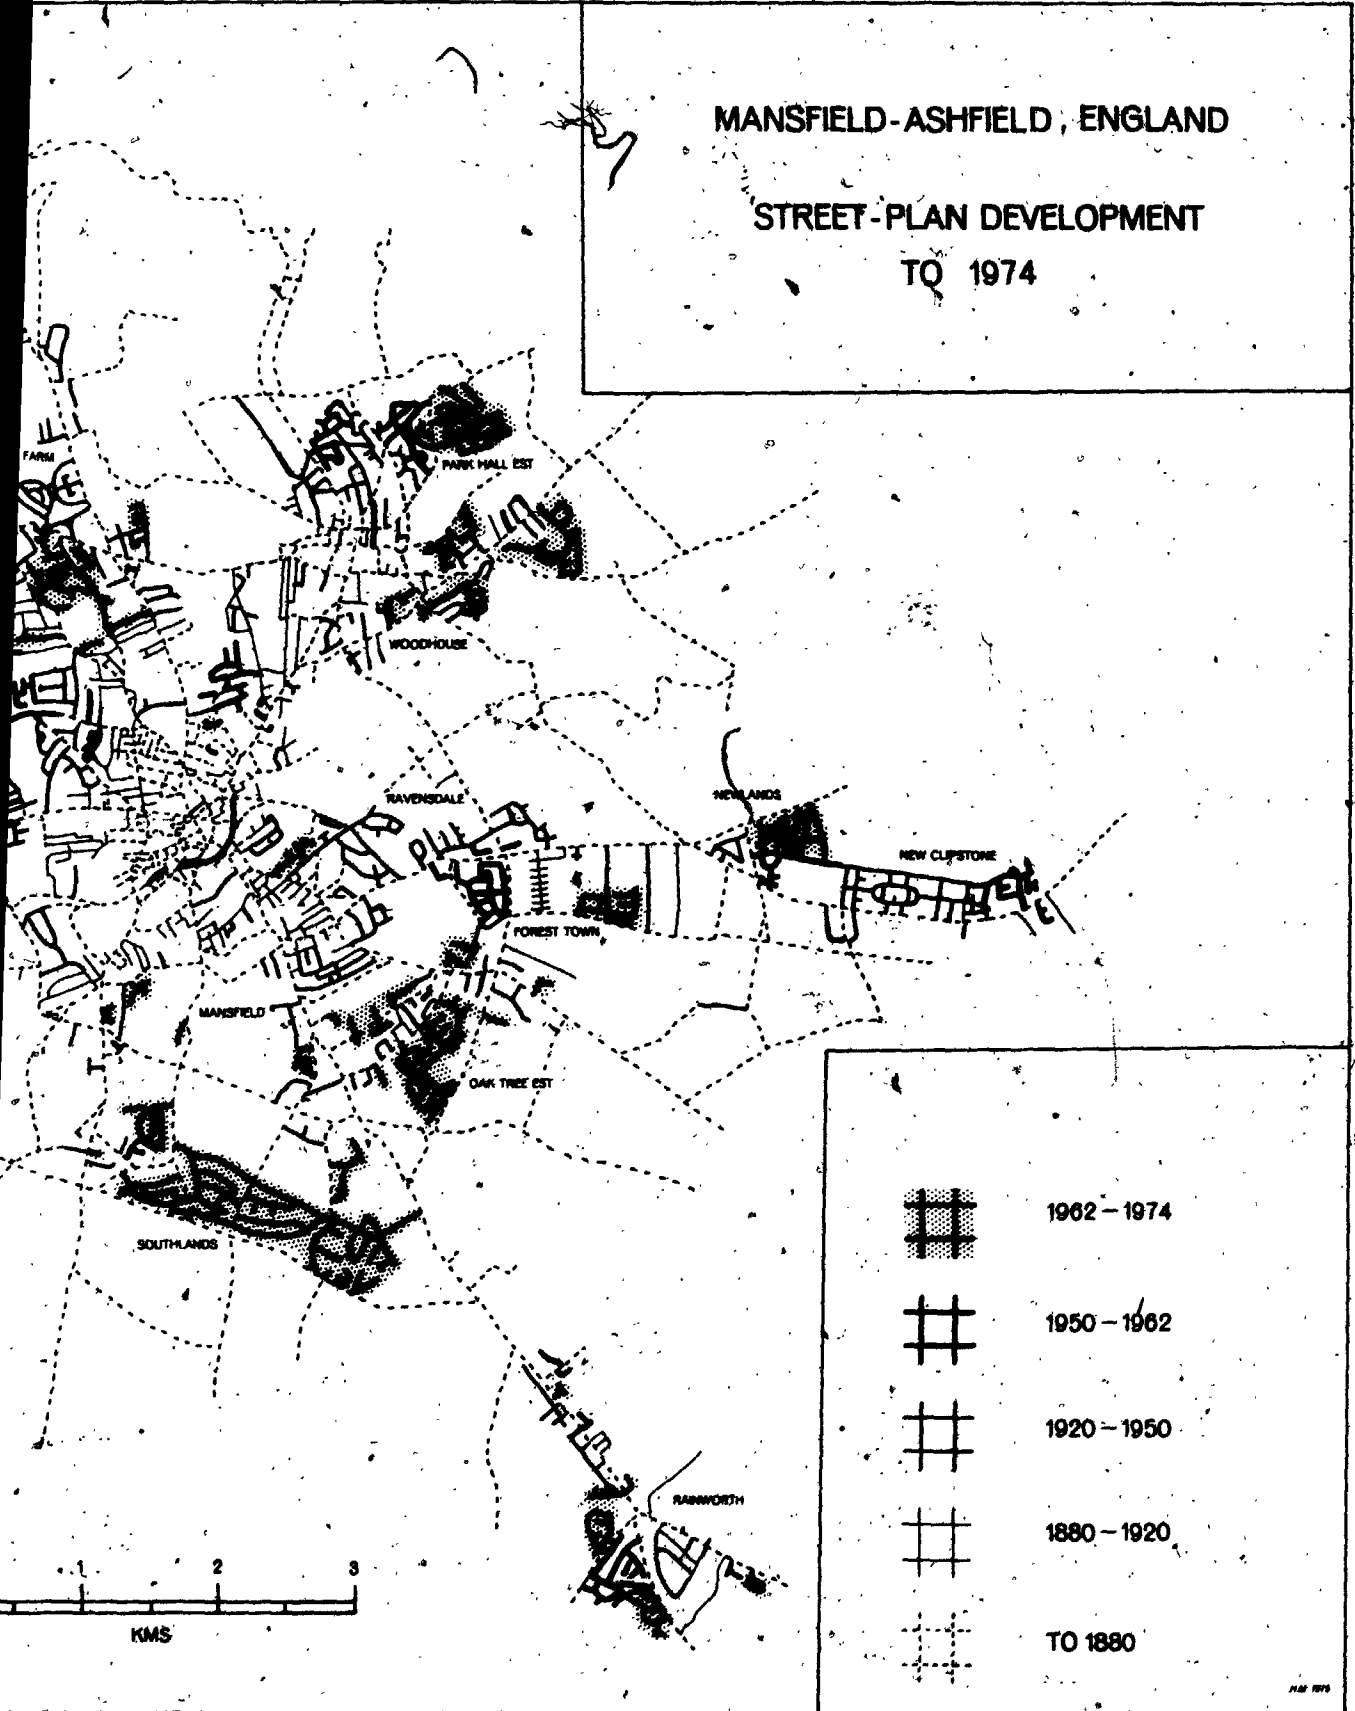 MANSFIELD-ASHFIELD, ENGLAND
STREET-PLAN DEVELOPMENT
TO 1974
FARM
PARK HALL EST
WOODHOUSE
RAVENSDALE
NEWLANDS
NEW CLIPSTONE
FOREST TOWN
MANSFIELD
OAK TREE EST
SOUTHLANDS
RAINWORTH
1962-1974
1950-1962
1920-1950
1880-1920
TO 1880
1 2 3
KMS